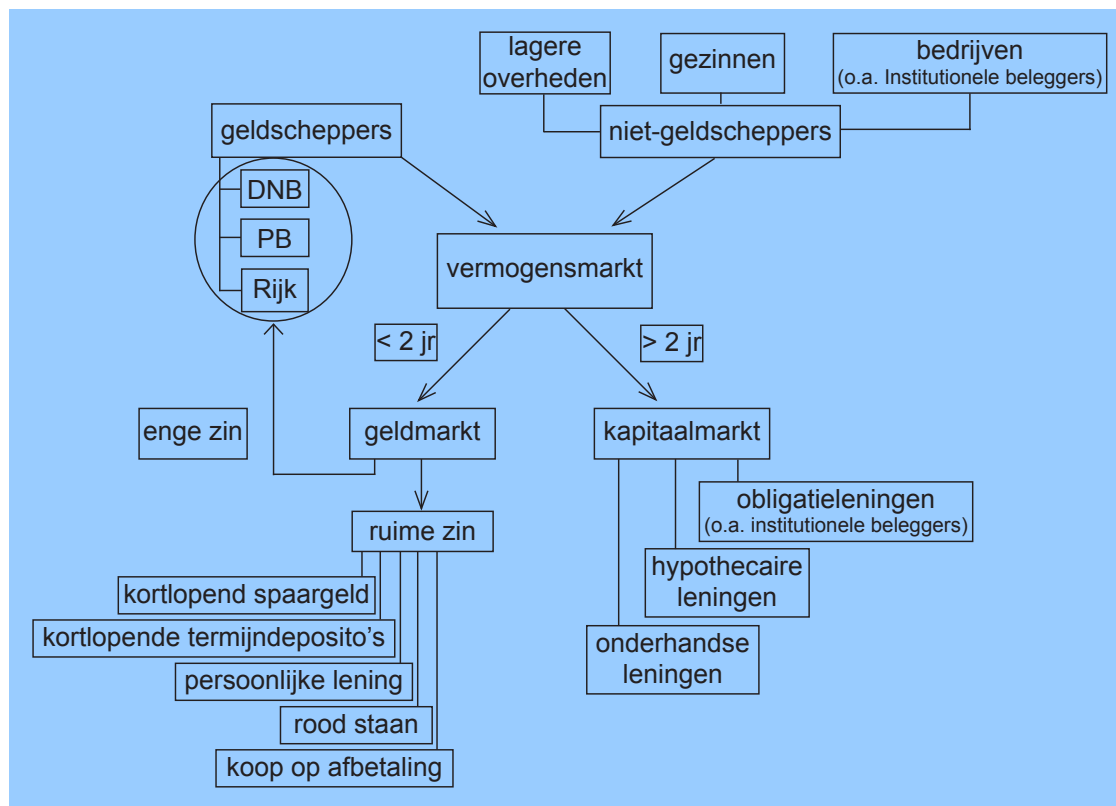 lagere
overheden
gezinnen
bedrijven
(o.a. Institutionele beleggers)
geldscheppers
niet-geldscheppers
DNB
PB
Rijk
vermogensmarkt
< 2 jr
> 2 jr
enge zin
geldmarkt
kapitaalmarkt
obligatieleningen
(o.a. institutionele beleggers)
ruime zin
hypothecaire
leningen
kortlopend spaargeld
kortlopende termijndeposito’s
onderhandse
leningen
persoonlijke lening
rood staan
koop op afbetaling